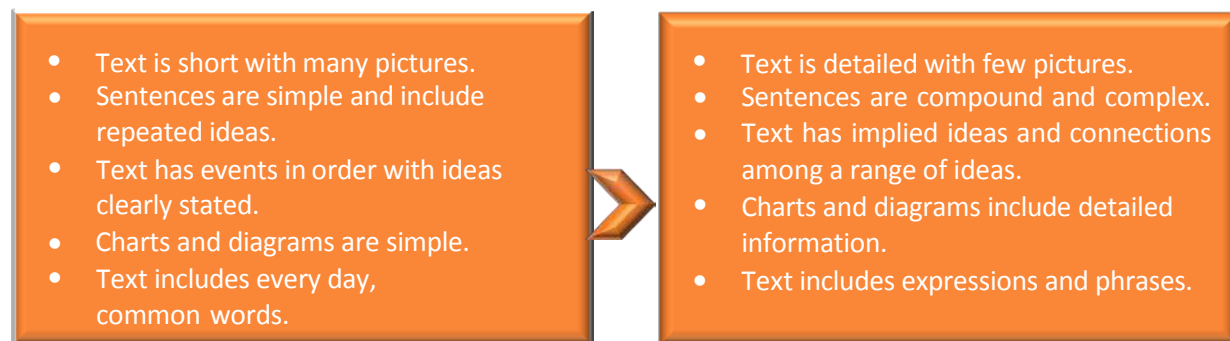 • Text is short with many pictures.
• Sentences are simple and include
repeated ideas.
• Text has events in order with ideas
clearly stated.
• Charts and diagrams are simple.
• Text includes every day,
common words.
• Text is detailed with few pictures.
• Sentences are compound and complex.
• Text has implied ideas and connections
among a range of ideas.
• Charts and diagrams include detailed
information.
• Text includes expressions and phrases.